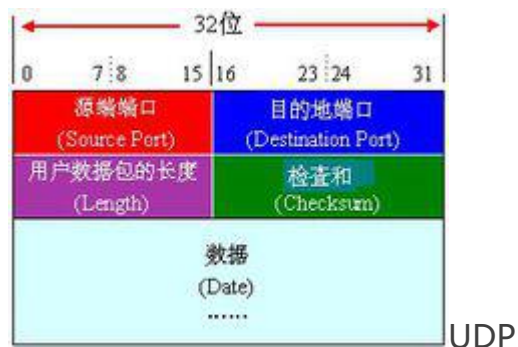 32位
0 7 8 15 16 23 24 31
源端端口 目的地端口
(Source Port) (Destination Port)
用户数据包的长度 检查和
(Length) (Checksum)
数据
(Date)
......
UDP